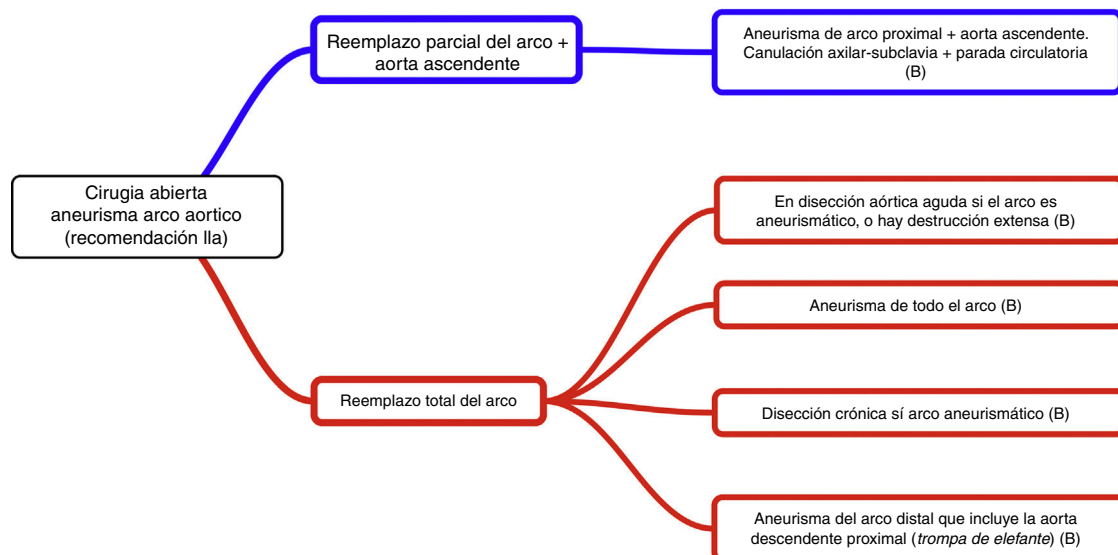 Cirugia abierta
aneurisma arco aortico
(recomendación IIa)
Reemplazo parcial del arco +
aorta ascendente
Aneurisma de arco proximal + aorta ascendente.
Canulación axilar-subclavia + parada circulatoria
(B)
Reemplazo total del arco
En disección aórtica aguda si el arco es
aneurismático, o hay destrucción extensa (B)
Aneurisma de todo el arco (B)
Disección crónica sí arco aneurismático (B)
Aneurisma del arco distal que incluye la aorta
descendente proximal (trompa de elefante) (B)